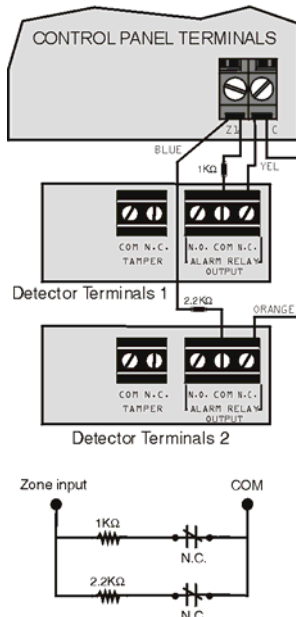 CONTROL PANEL TERMINALS
Z1 C
BLUE
1KΩ
YEL
COM N.C.
TAMPER
N.O. COM N.C.
ALARM RELAY
OUTPUT
Detector Terminals 1
2.2KΩ
ORANGE
COM N.C.
TAMPER
N.O. COM N.C.
ALARM RELAY
OUTPUT
Detector Terminals 2
Zone input COM
1KΩ
N.C.
2.2KΩ
N.C.